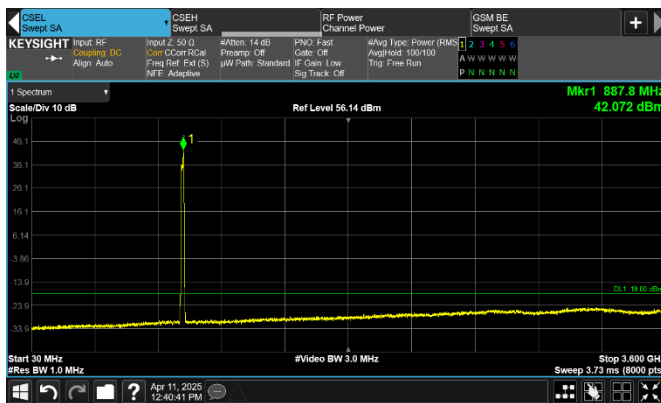 CSEL
Swept SA
CSEH
Swept SA
RF Power
Channel Power
GSM BE
Swept SA
+
KEYSIGHT
Input: RF
Coupling: DC
Align: Auto
Input Z: 50 Ω
Corr CCorr RCal
Freq Ref: Ext (S)
NFE: Adaptive
#Atten: 14 dB
Preamp: Off
µW Path: Standard
PNO: Fast
Gate: Off
IF Gain: Low
Sig Track: Off
#Avg Type: Power (RMS
Avg|Hold: 100/100
Trig: Free Run
1 2 3 4 5 6
A W W W W W
P N N N N N
LXI
1 Spectrum
Scale/Div 10 dB
Log
Ref Level 56.14 dBm
Mkr1 887.8 MHz
42.072 dBm
1
46.1
36.1
26.1
16.1
6.14
-3.86
-13.9
-23.9
-33.9
DL1 -19.00 dBm
Start 30 MHz
#Res BW 1.0 MHz
#Video BW 3.0 MHz
Stop 3.600 GH
Sweep 3.73 ms (8000 pts
?
Apr 11, 2025
12:40:41 PM